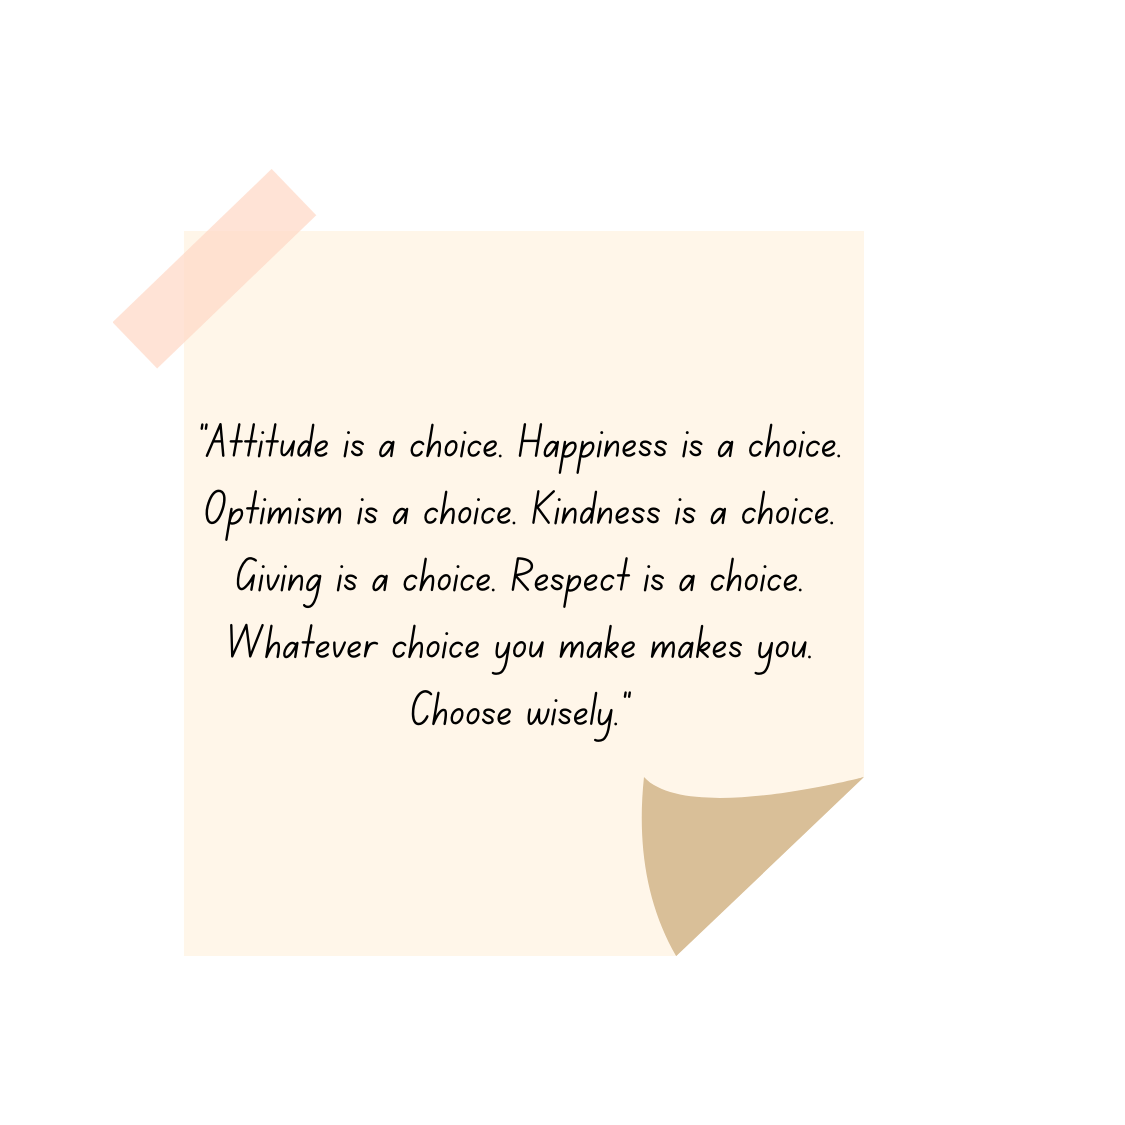 "Attitude is a choice. Happiness is a choice.
Optimism is a choice. Kindness is a choice.
Giving is a choice. Respect is a choice.
Whatever choice you make makes you.
Choose wisely."